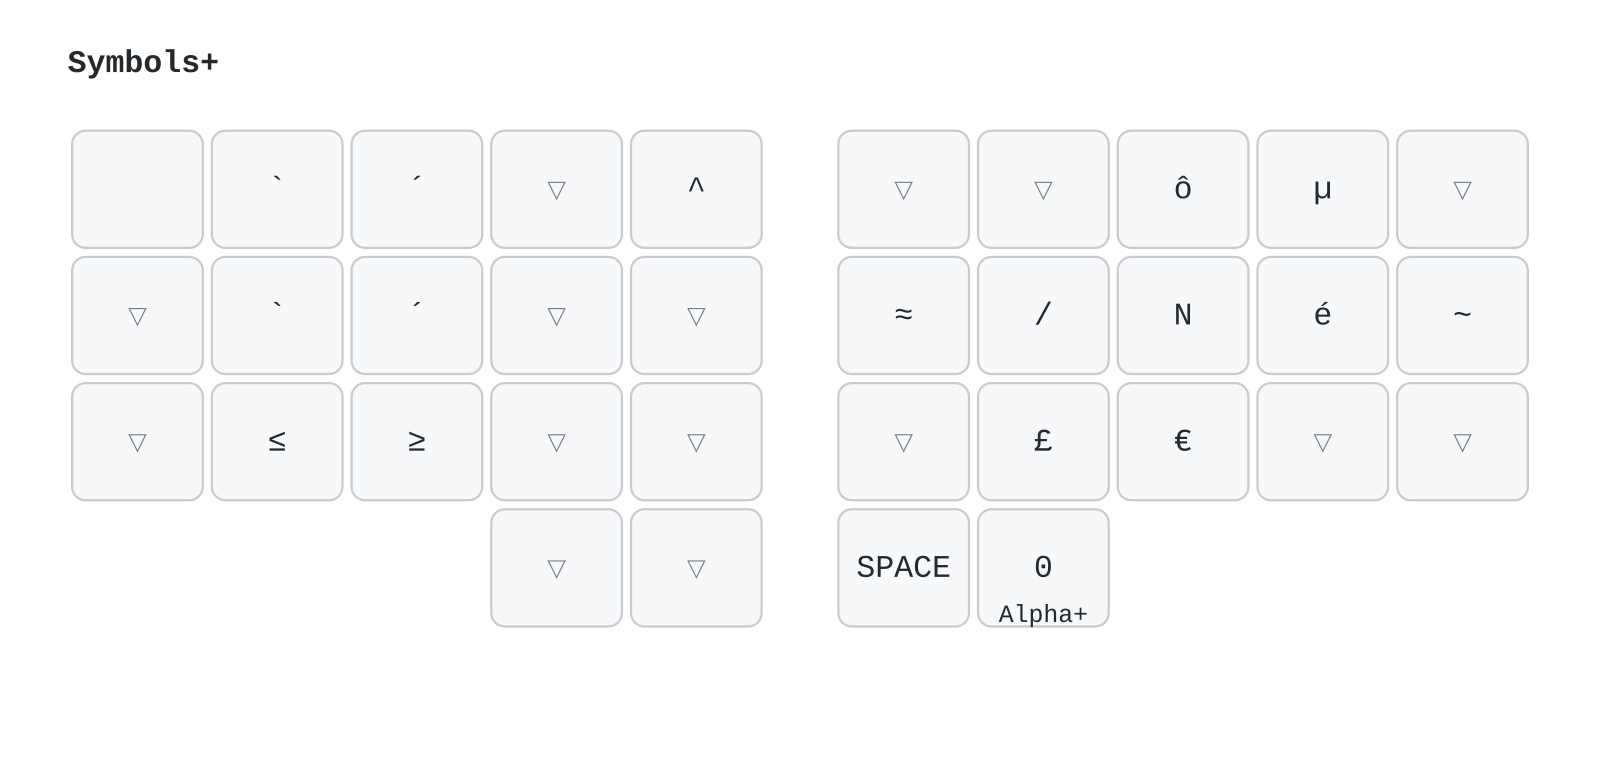 Symbols+
` ´ ▽ ^ ▽ ▽ ô µ ▽
▽ ` ´ ▽ ▽ ≈ / N é ~
▽ ≤ ≥ ▽ ▽ ▽ £ € ▽ ▽
▽ ▽ SPACE 0
Alpha+